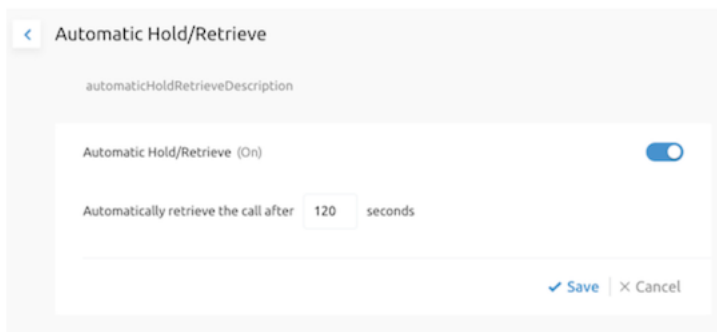 Automatic Hold/Retrieve
automaticHoldRetrieveDescription
Automatic Hold/Retrieve (On)
Automatically retrieve the call after 120 seconds
Save Cancel